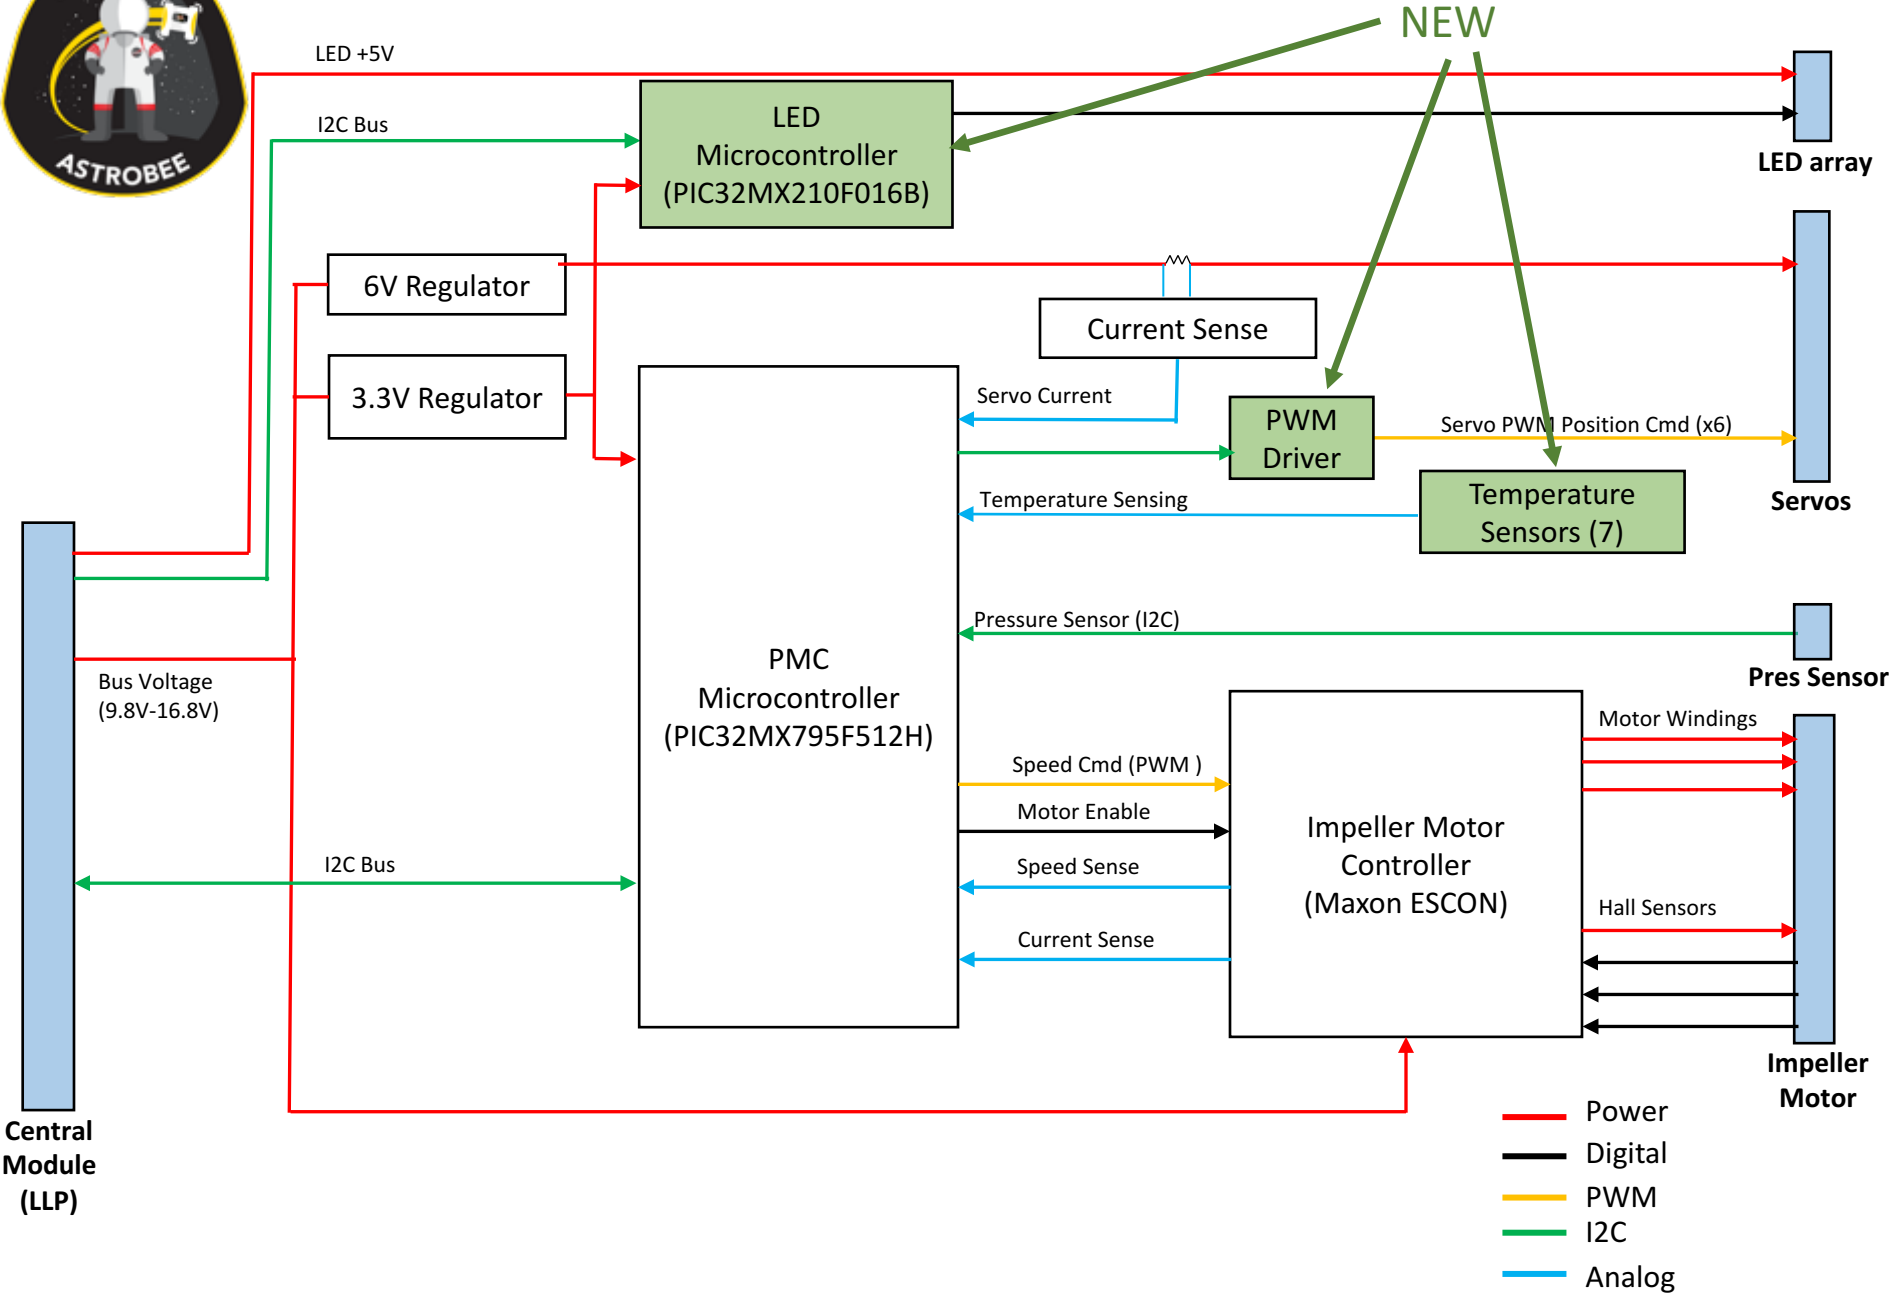 NEW
LED +5V
I2C Bus
ASTROBEE
LED
Microcontroller
(PIC32MX210F016B)
LED array
6V Regulator
Current Sense
3.3V Regulator
Servo Current
PWM
Driver
Servo PWM Position Cmd (x6)
Temperature Sensing
Temperature
Sensors (7)
Servos
Pressure Sensor (I2C)
Pres Sensor
Bus Voltage
(9.8V-16.8V)
PMC
Microcontroller
(PIC32MX795F512H)
Motor Windings
Speed Cmd (PWM )
Motor Enable
Impeller Motor
Controller
(Maxon ESCON)
I2C Bus
Speed Sense
Hall Sensors
Current Sense
Impeller
Motor
Central
Module
(LLP)
Power
Digital
PWM
I2C
Analog